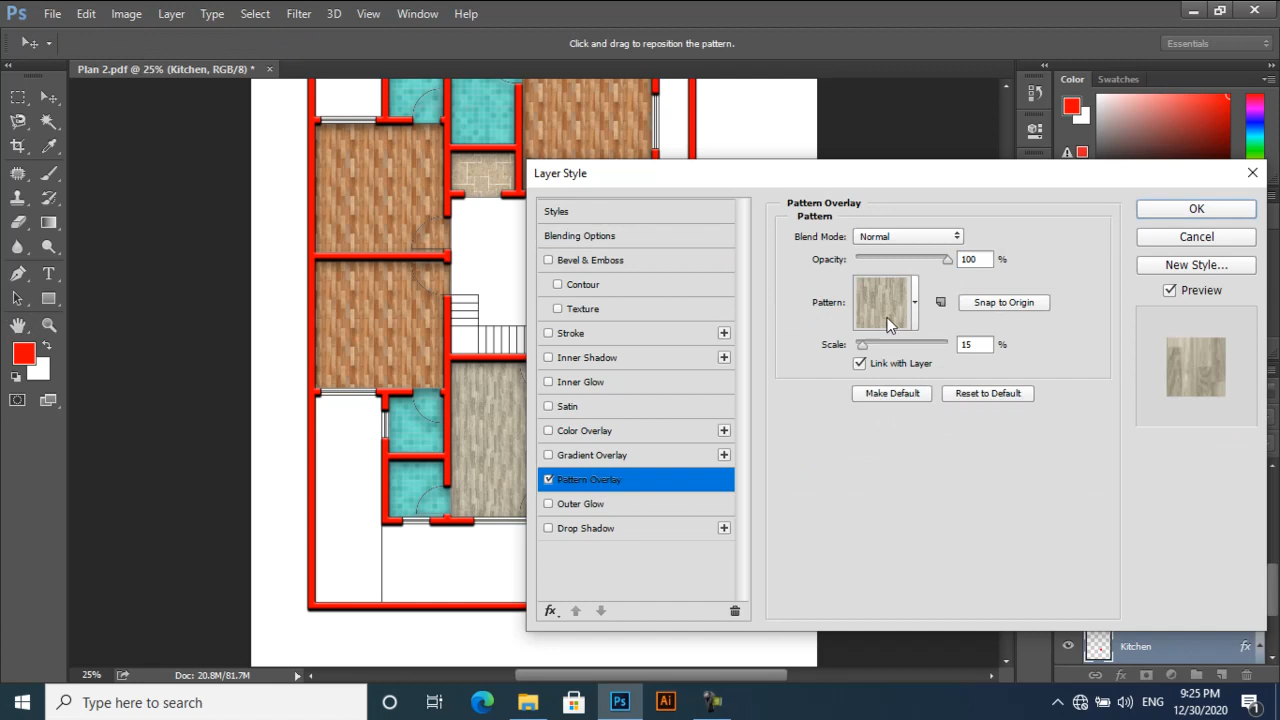 Ps File Edit Image Layer Type Select Filter 3D View Window Help
Click and drag to reposition the pattern.
Essentials
Plan 2.pdf @ 25% (Kitchen, RGB/8) * ×
Color Swatches
Layer Style
Styles
Blending Options
Bevel & Emboss
Contour
Texture
Stroke
Inner Shadow
Inner Glow
Satin
Color Overlay
Gradient Overlay
Pattern Overlay
Outer Glow
Drop Shadow
fx
Pattern Overlay
Pattern
Blend Mode: Normal
Opacity: 100 %
Pattern: Snap to Origin
Scale: 15 %
Link with Layer
Make Default Reset to Default
OK
Cancel
New Style...
Preview
Kitchen fx
25% Doc: 20.8M/81.7M
Type here to search
Ps Ai
ENG
9:25 PM
12/30/2020
1